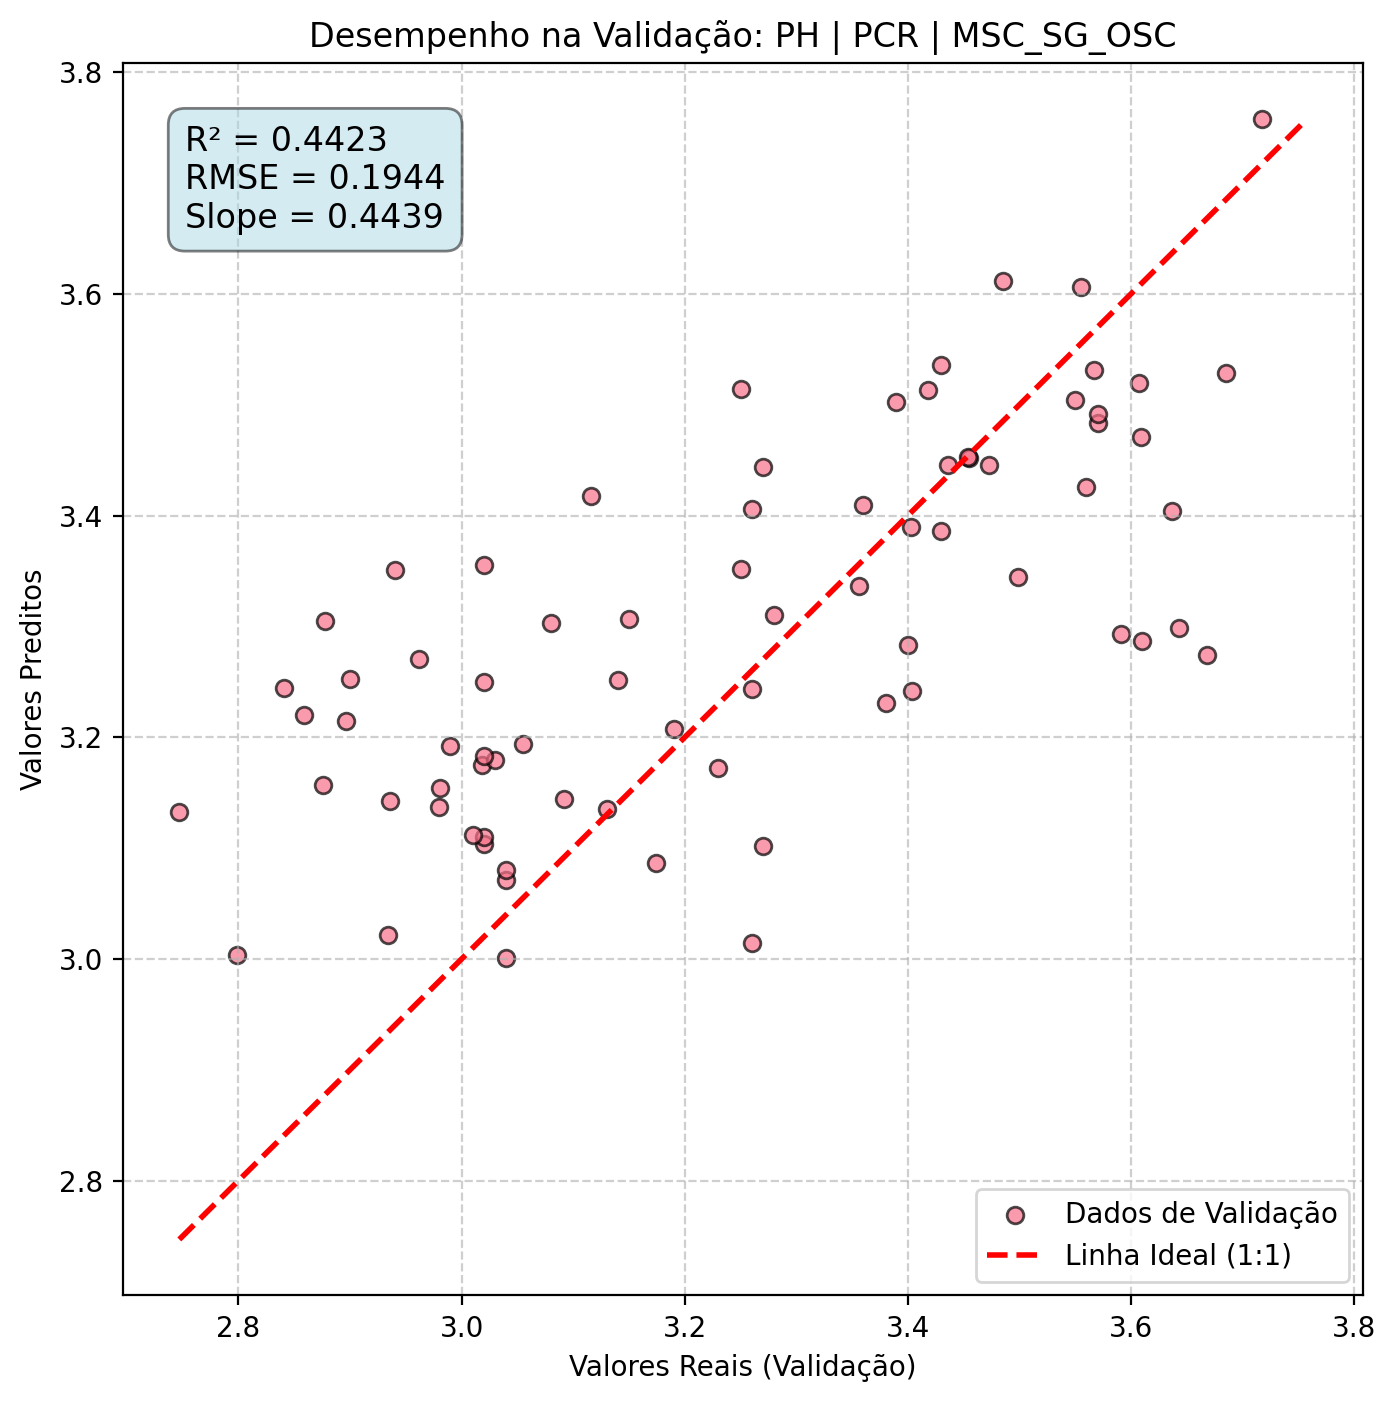 Desempenho na Validação: PH | PCR | MSC_SG_OSC
3.8
R² = 0.4423
RMSE = 0.1944
Slope = 0.4439
3.6
3.4
3.2
3.0
2.8
Valores Preditos
Dados de Validação
Linha Ideal (1:1)
2.8 3.0 3.2 3.4 3.6 3.8
Valores Reais (Validação)